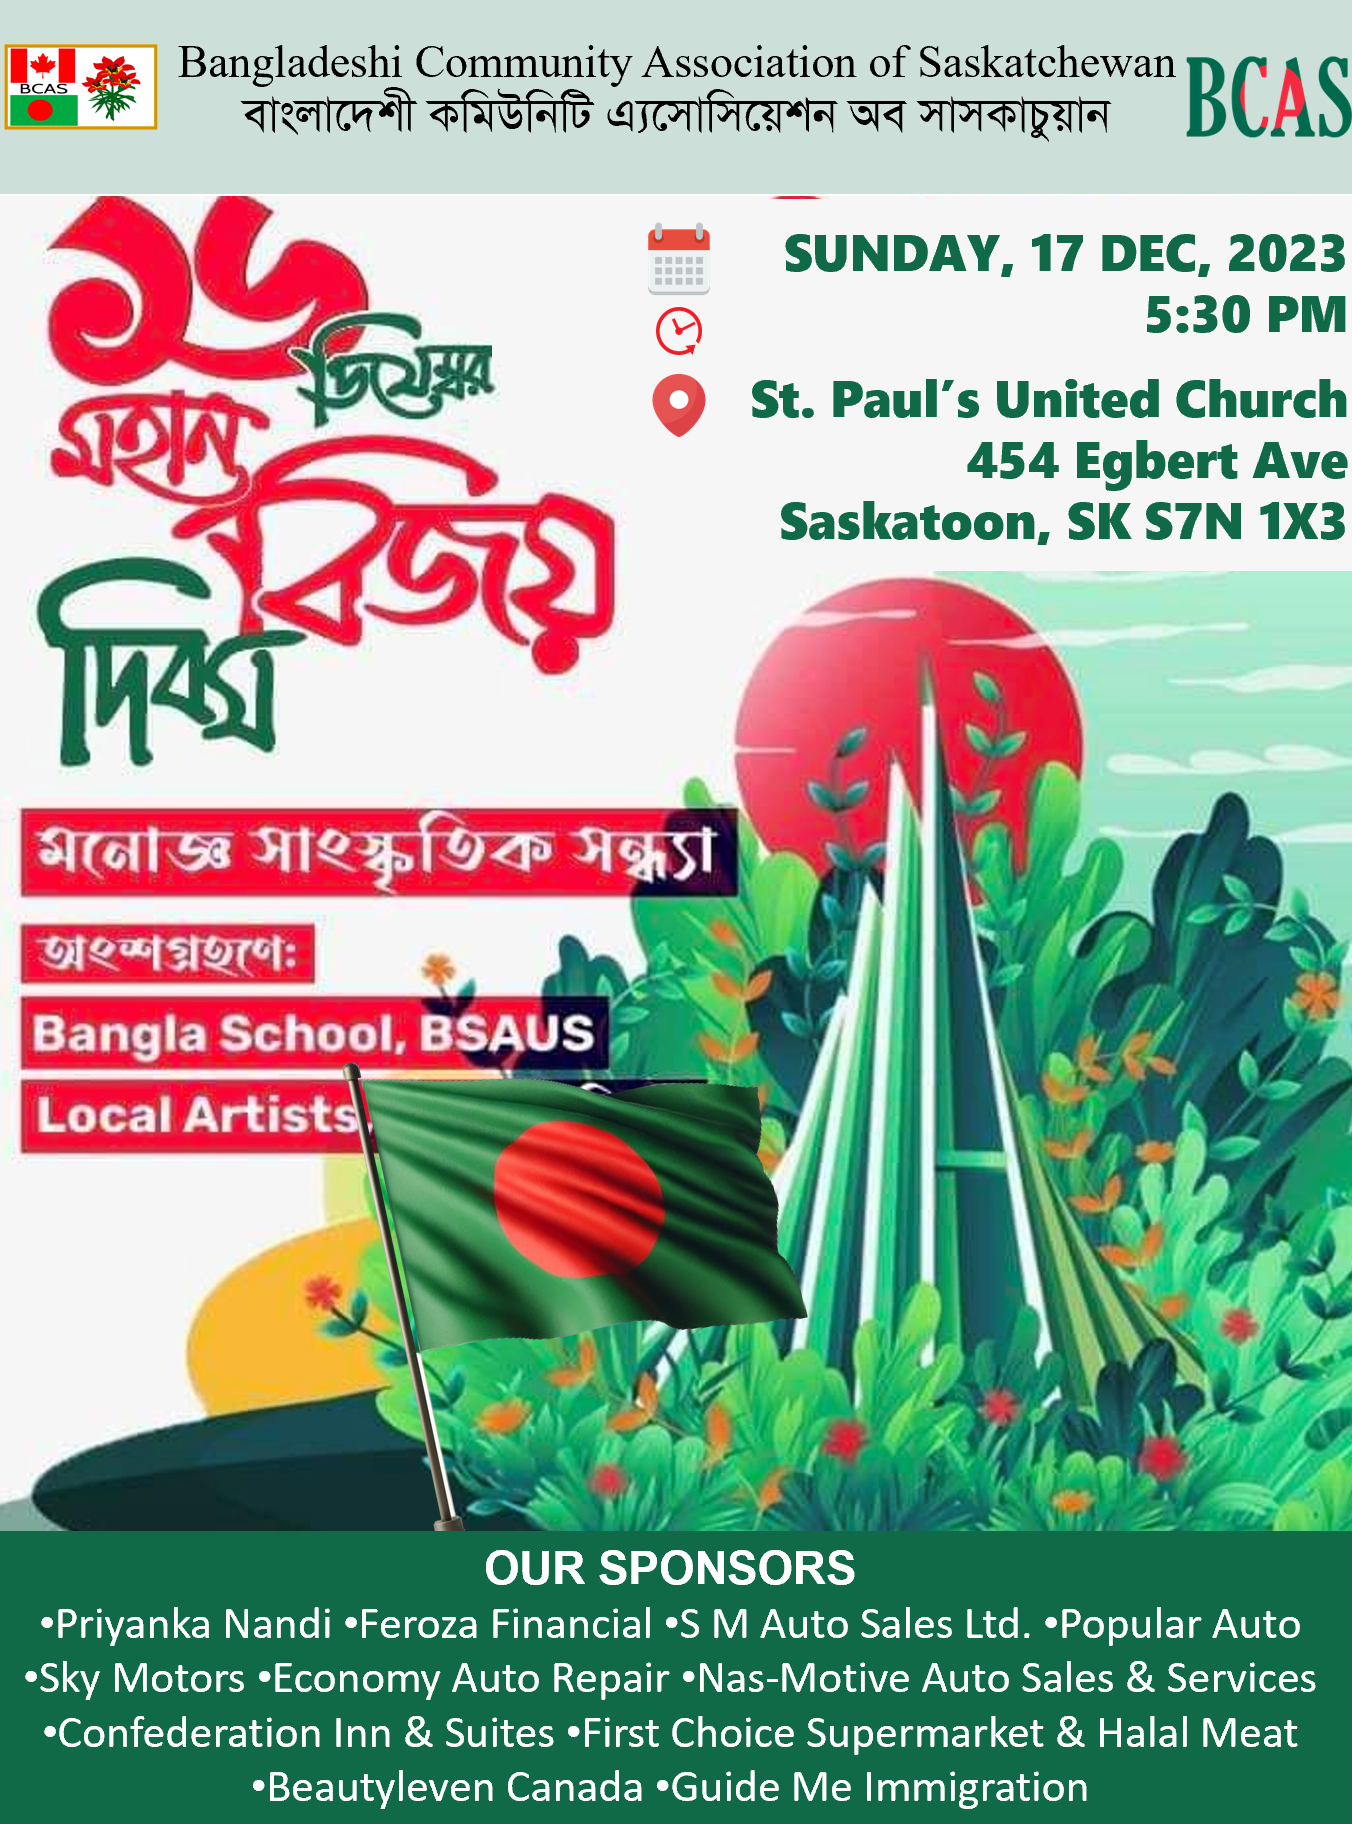 BCAS
Bangladeshi Community Association of Saskatchewan
বাংলাদেশী কমিউনিটি এ্যসোসিয়েশন অব সাসকাচুয়ান
BCAS
১৬
ডিসেম্বর
মহান
বিজয়
দিবস
SUNDAY, 17 DEC, 2023
5:30 PM
St. Paul’s United Church
454 Egbert Ave
Saskatoon, SK S7N 1X3
মনোজ্ঞ সাংস্কৃতিক সন্ধ্যা
অংশগ্রহণে:
Bangla School, BSAUS
Local Artists
OUR SPONSORS
•Priyanka Nandi •Feroza Financial •S M Auto Sales Ltd. •Popular Auto
•Sky Motors •Economy Auto Repair •Nas-Motive Auto Sales & Services
•Confederation Inn & Suites •First Choice Supermarket & Halal Meat
•Beautyleven Canada •Guide Me Immigration